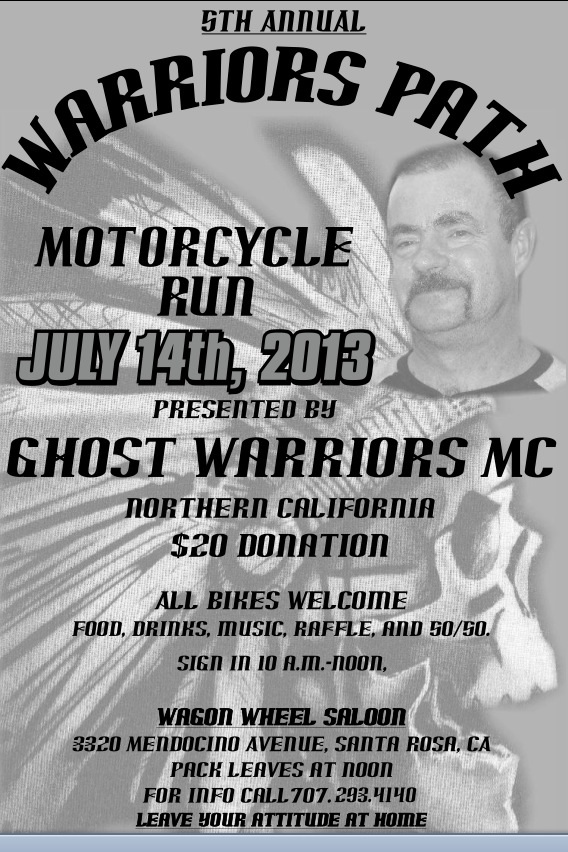 5TH ANNUAL
WARRIORS PATH
MOTORCYCLE
RUN
JULY 14th, 2013
PRESENTED BY
GHOST WARRIORS MC
NORTHERN CALIFORNIA
$20 DONATION
ALL BIKES WELCOME
FOOD, DRINKS, MUSIC, RAFFLE, AND 50/50.
SIGN IN 10 A.M.-NOON,
WAGON WHEEL SALOON
3320 MENDOCINO AVENUE, SANTA ROSA, CA
PACK LEAVES AT NOON
FOR INFO CALL707.293.4140
LEAVE YOUR ATTITUDE AT HOME